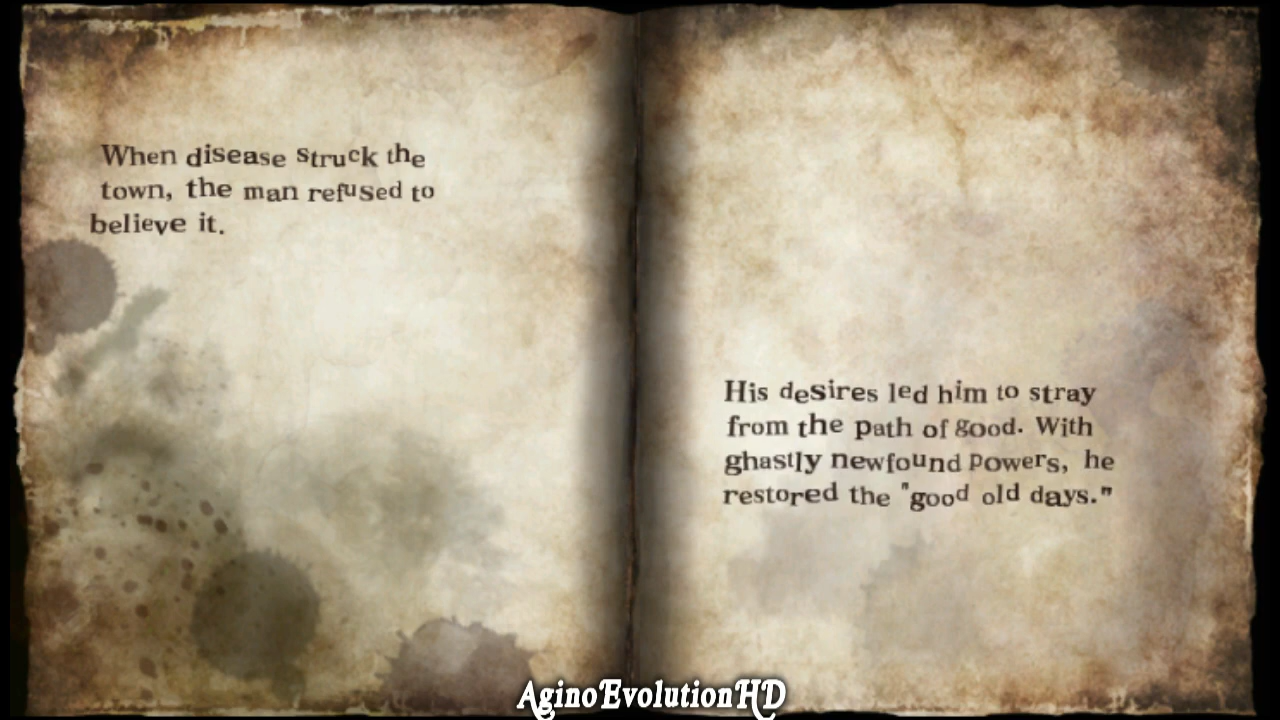 When disease struck the
town, the man refused to
believe it.
His desires led him to stray
from the path of good. With
ghastly newfound powers, he
restored the "good old days."
AginoEvolutionHD